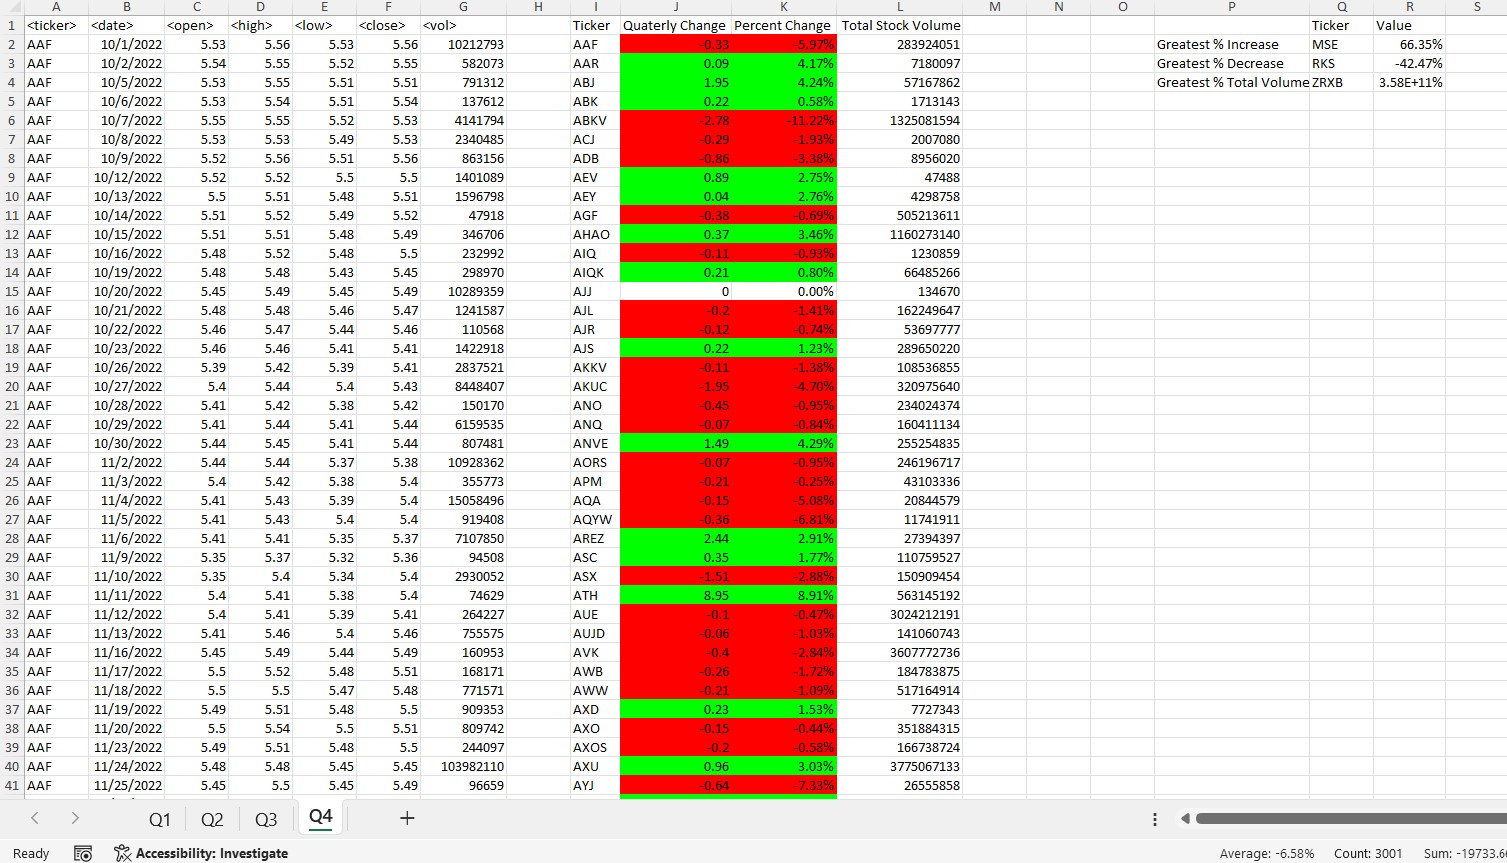 A B C D E F G H I J K L M N O P Q R S
1 <ticker> <date> <open> <high> <low> <close> <vol> Ticker Quaterly Change Percent Change Total Stock Volume Ticker Value
2 AAF 10/1/2022 5.53 5.56 5.53 5.56 10212793 AAF -0.33 -5.97% 283924051 Greatest % Increase MSE 66.35%
3 AAF 10/2/2022 5.54 5.55 5.52 5.55 582073 AAR 0.09 4.17% 7180097 Greatest % Decrease RKS -42.47%
4 AAF 10/5/2022 5.53 5.55 5.51 5.51 791312 ABJ 1.95 4.24% 57167862 Greatest % Total Volume ZRXB 3.58E+11%
5 AAF 10/6/2022 5.53 5.54 5.51 5.54 137612 ABK 0.22 0.58% 1713143
6 AAF 10/7/2022 5.55 5.55 5.52 5.53 4141794 ABKV -2.78 -11.22% 1325081594
7 AAF 10/8/2022 5.53 5.53 5.49 5.53 2340485 ACJ -0.29 -1.93% 2007080
8 AAF 10/9/2022 5.52 5.56 5.51 5.56 863156 ADB -0.86 -3.38% 8956020
9 AAF 10/12/2022 5.52 5.52 5.5 5.5 1401089 AEV 0.89 2.75% 47488
10 AAF 10/13/2022 5.5 5.51 5.48 5.51 1596798 AEY 0.04 2.76% 4298758
11 AAF 10/14/2022 5.51 5.52 5.49 5.52 47918 AGF -0.38 -0.69% 505213611
12 AAF 10/15/2022 5.51 5.51 5.48 5.49 346706 AHAO 0.37 3.46% 1160273140
13 AAF 10/16/2022 5.48 5.52 5.48 5.5 232992 AIQ -0.11 -0.93% 1230859
14 AAF 10/19/2022 5.48 5.48 5.43 5.45 298970 AIQK 0.21 0.80% 66485266
15 AAF 10/20/2022 5.45 5.49 5.45 5.49 10289359 AJJ 0 0.00% 134670
16 AAF 10/21/2022 5.48 5.48 5.46 5.47 1241587 AJL -0.2 -1.41% 162249647
17 AAF 10/22/2022 5.46 5.47 5.44 5.46 110568 AJR -0.12 -0.74% 53697777
18 AAF 10/23/2022 5.46 5.46 5.41 5.41 1422918 AJS 0.22 1.23% 289650220
19 AAF 10/26/2022 5.39 5.42 5.39 5.41 2837521 AKKV -0.11 -1.38% 108536855
20 AAF 10/27/2022 5.4 5.44 5.4 5.43 8448407 AKUC -1.95 -4.70% 320975640
21 AAF 10/28/2022 5.41 5.42 5.38 5.42 150170 ANO -0.45 -0.95% 234024374
22 AAF 10/29/2022 5.41 5.44 5.41 5.44 6159535 ANQ -0.07 -0.84% 160411134
23 AAF 10/30/2022 5.44 5.45 5.41 5.44 807481 ANVE 1.49 4.29% 255254835
24 AAF 11/2/2022 5.44 5.44 5.37 5.38 10928362 AORS -0.07 -0.95% 246196717
25 AAF 11/3/2022 5.4 5.42 5.38 5.4 355773 APM -0.21 -0.25% 43103336
26 AAF 11/4/2022 5.41 5.43 5.39 5.4 15058496 AQA -0.15 -5.08% 20844579
27 AAF 11/5/2022 5.41 5.43 5.4 5.4 919408 AQYW -0.36 -6.81% 11741911
28 AAF 11/6/2022 5.41 5.41 5.35 5.37 7107850 AREZ 2.44 2.91% 27394397
29 AAF 11/9/2022 5.35 5.37 5.32 5.36 94508 ASC 0.35 1.77% 110759527
30 AAF 11/10/2022 5.35 5.4 5.34 5.4 2930052 ASX -1.51 -2.88% 150909454
31 AAF 11/11/2022 5.4 5.41 5.38 5.4 74629 ATH 8.95 8.91% 563145192
32 AAF 11/12/2022 5.4 5.41 5.39 5.41 264227 AUE -0.1 -0.47% 3024212191
33 AAF 11/13/2022 5.41 5.46 5.4 5.46 755575 AUJD -0.06 -1.03% 141060743
34 AAF 11/16/2022 5.45 5.49 5.44 5.49 160953 AVK -0.4 -2.84% 3607772736
35 AAF 11/17/2022 5.5 5.52 5.48 5.51 168171 AWB -0.26 -1.72% 184783875
36 AAF 11/18/2022 5.5 5.5 5.47 5.48 771571 AWW -0.21 -1.09% 517164914
37 AAF 11/19/2022 5.49 5.51 5.48 5.5 909353 AXD 0.23 1.53% 7727343
38 AAF 11/20/2022 5.5 5.54 5.5 5.51 809742 AXO -0.15 -0.44% 351884315
39 AAF 11/23/2022 5.49 5.51 5.48 5.5 244097 AXOS -0.2 -0.58% 166738724
40 AAF 11/24/2022 5.48 5.48 5.45 5.45 103982110 AXU 0.96 3.03% 3775067133
41 AAF 11/25/2022 5.45 5.5 5.45 5.49 96659 AYJ -0.64 -7.33% 26555858
Q1 Q2 Q3 Q4 +
Ready Accessibility: Investigate Average: -6.58% Count: 3001 Sum: -19733.6